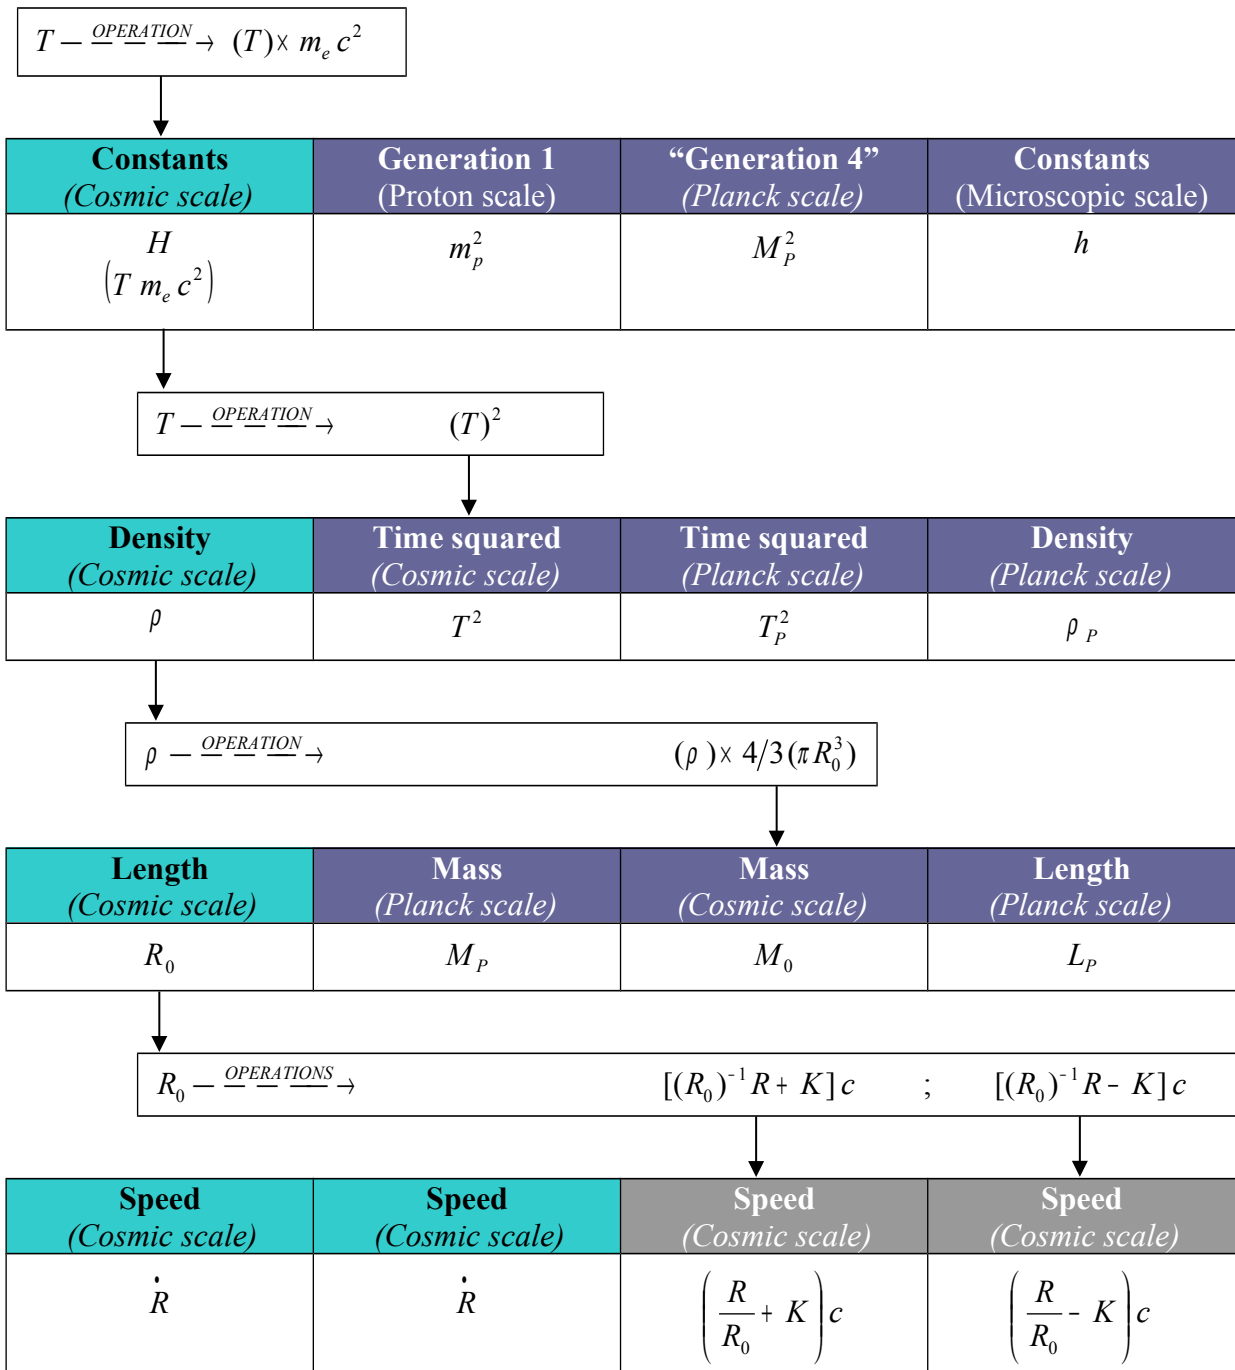 T — OPERATION → (T) × m_e c^2
Constants Generation 1 “Generation 4” Constants
(Cosmic scale) (Proton scale) (Planck scale) (Microscopic scale)
H m_p^2 M_P^2 h
(T m_e c^2)
T — OPERATION → (T)^2
Density Time squared Time squared Density
(Cosmic scale) (Cosmic scale) (Planck scale) (Planck scale)
ρ T^2 T_P^2 ρ_P
ρ — OPERATION → (ρ) × 4/3 (π R_0^3)
Length Mass Mass Length
(Cosmic scale) (Planck scale) (Cosmic scale) (Planck scale)
R_0 M_P M_0 L_P
R_0 — OPERATIONS → [(R_0)^-1 R + K] c ; [(R_0)^-1 R - K] c
Speed Speed Speed Speed
(Cosmic scale) (Cosmic scale) (Cosmic scale) (Cosmic scale)
Ṙ Ṙ (R/R_0 + K) c (R/R_0 - K) c